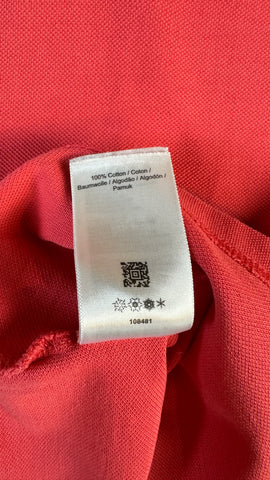 100% Cotton / Coton /
Baumwolle / Algodão / Algodón /
Pamuk
108481